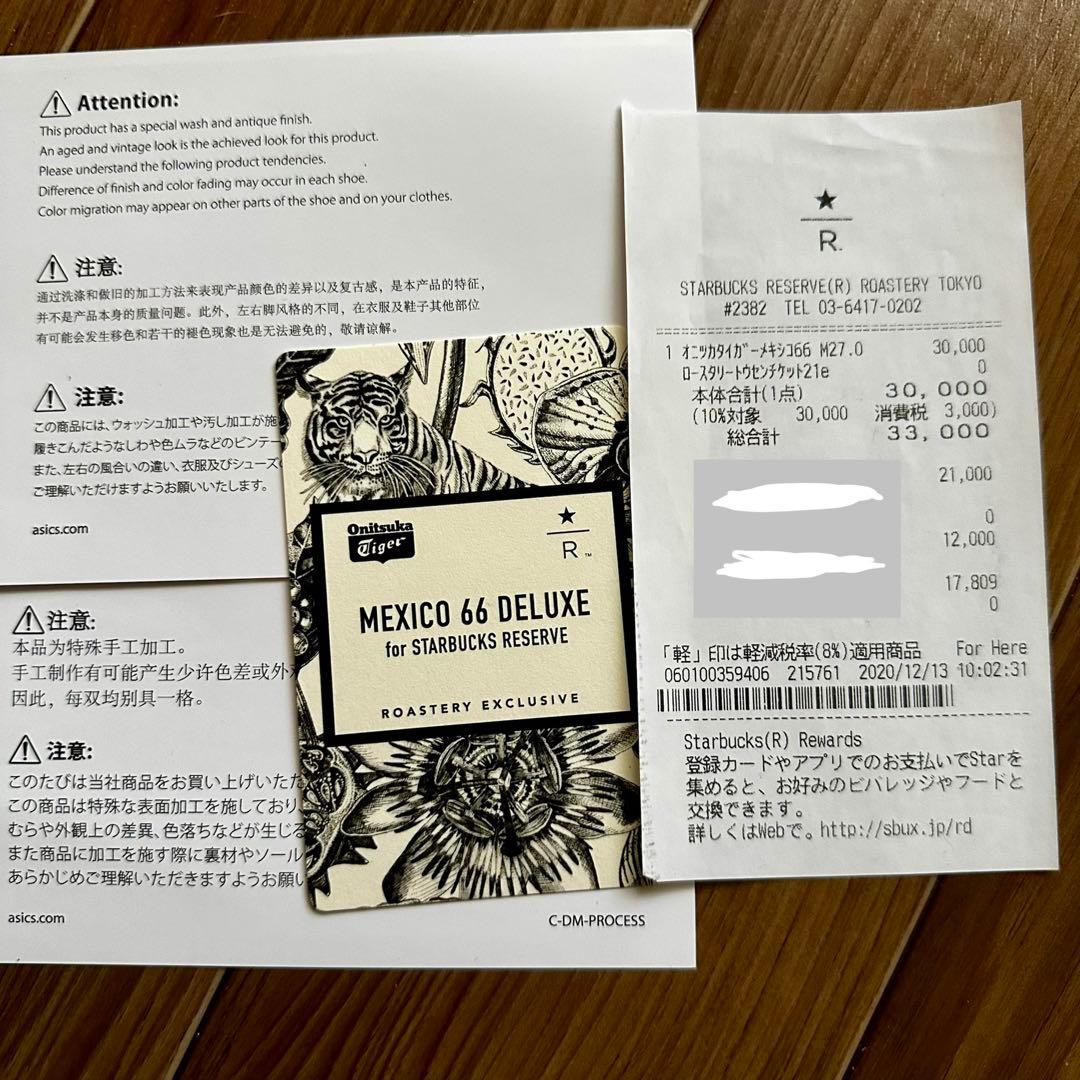 Attention:
This product has a special wash and antique finish.
An aged and vintage look is the achieved look for this product.
Please understand the following product tendencies.
Difference of finish and color fading may occur in each shoe.
Color migration may appear on other parts of the shoe and on your clothes.
注意:
通过洗涤和做旧的加工方法来表现产品颜色的差异以及复古感，是本产品的特征，
并不是产品本身的质量问题。此外，左右脚风格的不同，在衣服及鞋子其他部位
有可能会发生移色和若干的褪色现象也是无法避免的，敬请谅解。
注意:
この商品には、ウォッシュ加工や汚し加工が施
履きこんだようなしわや色ムラなどのビンテー
また、左右の風合いの違い、衣服及びシューズ
ご理解いただけますようお願いいたします。
asics.com
注意:
本品为特殊手工加工。
手工制作有可能产生少许色差或外
因此，每双均别具一格。
注意:
このたびは当社商品をお買い上げいただ
この商品は特殊な表面加工を施しており
むらや外観上の差異、色落ちなどが生じる
また商品に加工を施す際に裏材やソール
あらかじめご理解いただきますようお願い
asics.com
C-DM-PROCESS
Onitsuka
Tiger
R™
MEXICO 66 DELUXE
for STARBUCKS RESERVE
ROASTERY EXCLUSIVE
R.
STARBUCKS RESERVE(R) ROASTERY TOKYO
#2382 TEL 03-6417-0202
1 ｵﾆﾂｶﾀｲｶﾞｰﾒｷｼｺ66 M27.0 30,000
ﾛｰｽﾀﾘｰﾄｳｾﾝﾁｹｯﾄ21e 0
本体合計(1点) 30,000
(10%対象 30,000 消費税 3,000)
総合計 33,000
21,000
0
12,000
17,809
0
「軽」印は軽減税率(8%)適用商品 For Here
060100359406 215761 2020/12/13 10:02:31
Starbucks(R) Rewards
登録カードやアプリでのお支払いでStarを
集めると、お好みのビバレッジやフードと
交換できます。
詳しくはWebで。http://sbux.jp/rd